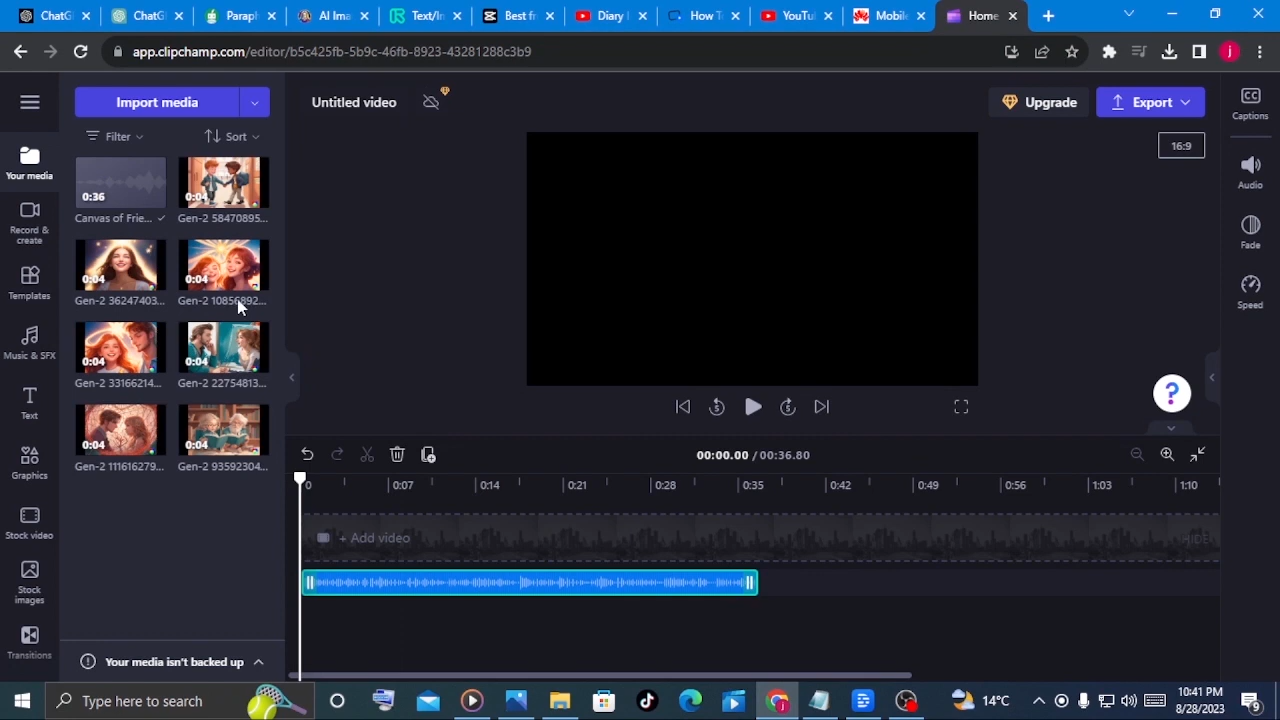 ChatG
ChatG
Paraph
AI Ima
Text/In
Best fr
Diary
How T
YouTu
Mobile
Home
app.clipchamp.com/editor/b5c425fb-5b9c-46fb-8923-43281288c3b9
j
Import media
Untitled video
Upgrade
Export
Captions
Filter
Sort
16:9
Your media
0:36
0:04
Canvas of Frie...
Gen-2 58470895...
Audio
Record &
create
0:04
0:04
Gen-2 36247403...
Gen-2 10856892...
Fade
Templates
Speed
Music & SFX
0:04
0:04
Gen-2 33166214...
Gen-2 22754813...
?
Text
0:04
0:04
Gen-2 111616279...
Gen-2 93592304...
5
5
Graphics
00:00.00 / 00:36.80
0
0:07
0:14
0:21
0:28
0:35
0:42
0:49
0:56
1:03
1:10
Stock video
+ Add video
HIDE
Stock
images
Transitions
Your media isn't backed up
Type here to search
14°C
10:41 PM
8/28/2023
9